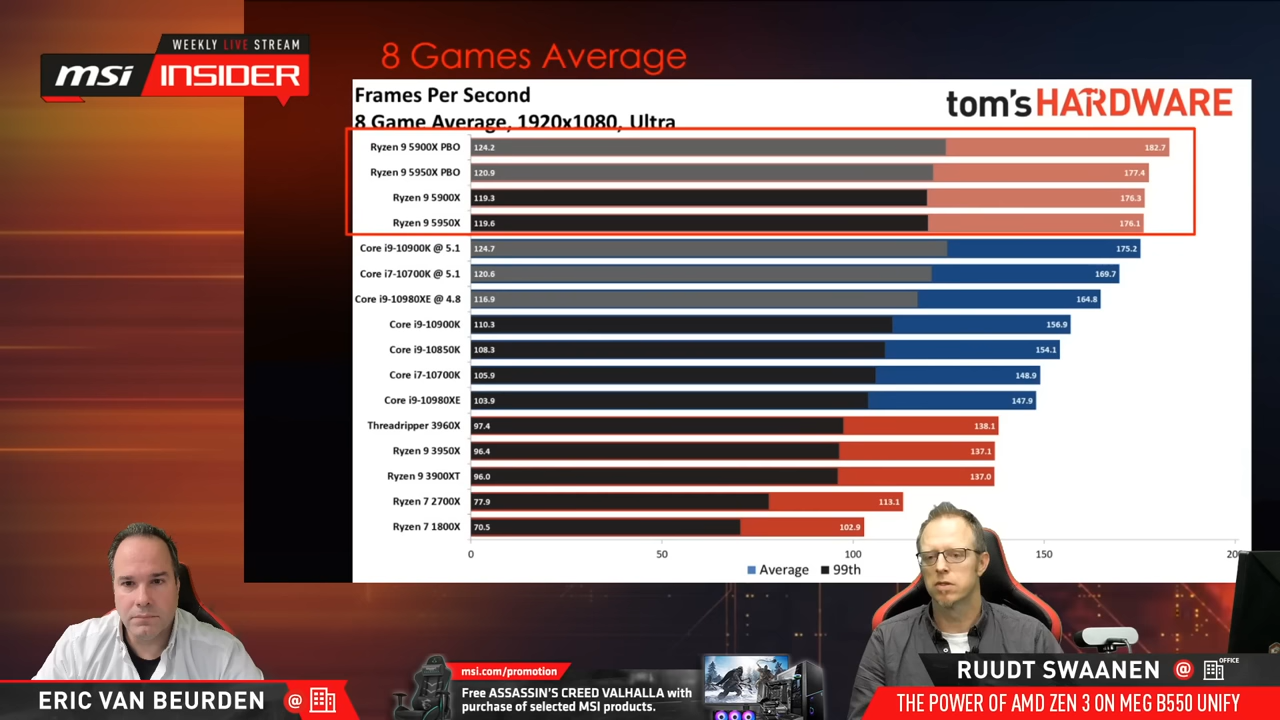 WEEKLY LIVE STREAM
msi INSIDER
8 Games Average
Frames Per Second
8 Game Average, 1920x1080, Ultra
tom's HARDWARE
Ryzen 9 5900X PBO 124.2 182.7
Ryzen 9 5950X PBO 120.9 177.4
Ryzen 9 5900X 119.3 176.3
Ryzen 9 5950X 119.6 176.1
Core i9-10900K @ 5.1 124.7 175.2
Core i7-10700K @ 5.1 120.6 169.7
Core i9-10980XE @ 4.8 116.9 164.8
Core i9-10900K 110.3 156.9
Core i9-10850K 108.3 154.1
Core i7-10700K 105.9 148.9
Core i9-10980XE 103.9 147.9
Threadripper 3960X 97.4 138.1
Ryzen 9 3950X 96.4 137.1
Ryzen 9 3900XT 96.0 137.0
Ryzen 7 2700X 77.9 113.1
Ryzen 7 1800X 70.5 102.9
0 50 100 150 20
Average 99th
ERIC VAN BEURDEN @
msi.com/promotion
Free ASSASSIN'S CREED VALHALLA with
purchase of selected MSI products.
RUUDT SWAANEN @ OFFICE
THE POWER OF AMD ZEN 3 ON MEG B550 UNIFY